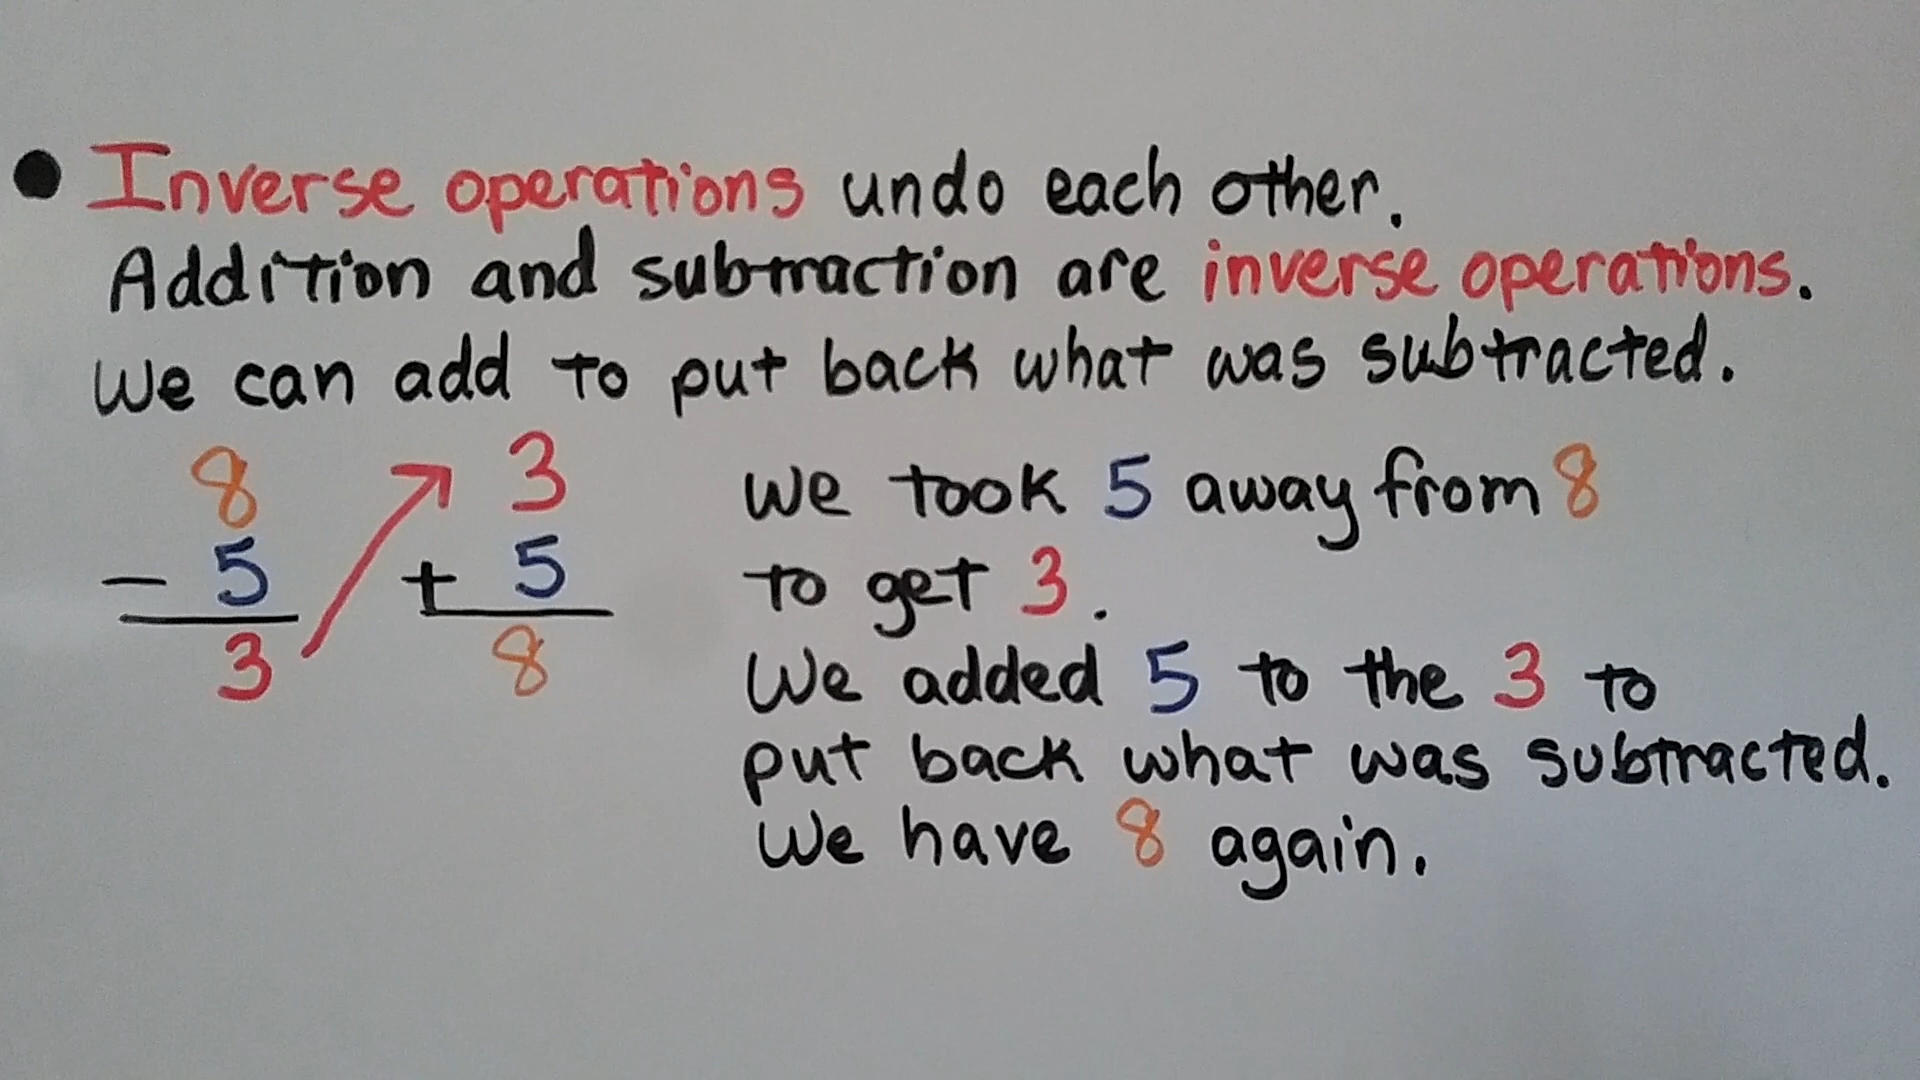 • Inverse operations undo each other.
Addition and subtraction are inverse operations.
We can add to put back what was subtracted.
8
- 5
3
3
+ 5
8
We took 5 away from 8
to get 3.
We added 5 to the 3 to
put back what was subtracted.
We have 8 again.